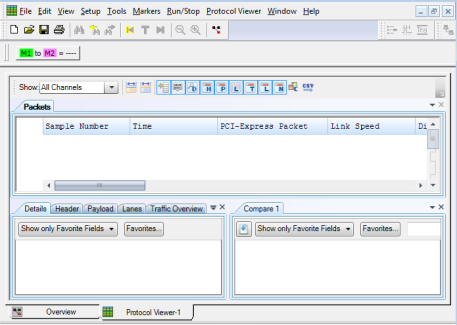 File Edit View Setup Tools Markers Run/Stop Protocol Viewer Window Help
M1 to M2 = ----
Show: All Channels
Packets
Sample Number Time PCI-Express Packet Link Speed Di
Details Header Payload Lanes Traffic Overview Compare 1
Show only Favorite Fields Favorites... Show only Favorite Fields Favorites...
Overview Protocol Viewer-1